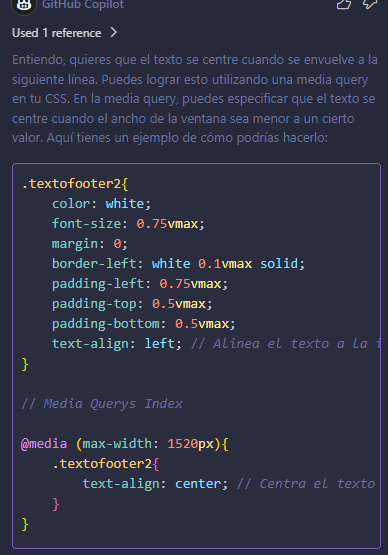 GitHub Copilot
Used 1 reference
Entiendo, quieres que el texto se centre cuando se envuelve a la
siguiente línea. Puedes lograr esto utilizando una media query
en tu CSS. En la media query, puedes especificar que el texto se
centre cuando el ancho de la ventana sea menor a un cierto
valor. Aquí tienes un ejemplo de cómo podrías hacerlo:
.textofooter2{
    color: white;
    font-size: 0.75vmax;
    margin: 0;
    border-left: white 0.1vmax solid;
    padding-left: 0.75vmax;
    padding-top: 0.5vmax;
    padding-bottom: 0.5vmax;
    text-align: left; // Alinea el texto a la
}
// Media Querys Index
@media (max-width: 1520px){
    .textofooter2{
        text-align: center; // Centra el texto
    }
}